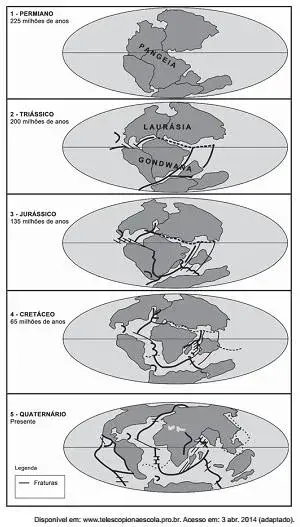 1 - PERMIANO
225 milhões de anos
PANGEIA
2 - TRIÁSSICO
200 milhões de anos
LAURÁSIA
GONDWANA
3 - JURÁSSICO
135 milhões de anos
4 - CRETÁCEO
65 milhões de anos
5 - QUATERNÁRIO
Presente
Legenda
Fraturas
Disponível em: www.telescopionaescola.pro.br. Acesso em: 3 abr. 2014 (adaptado).